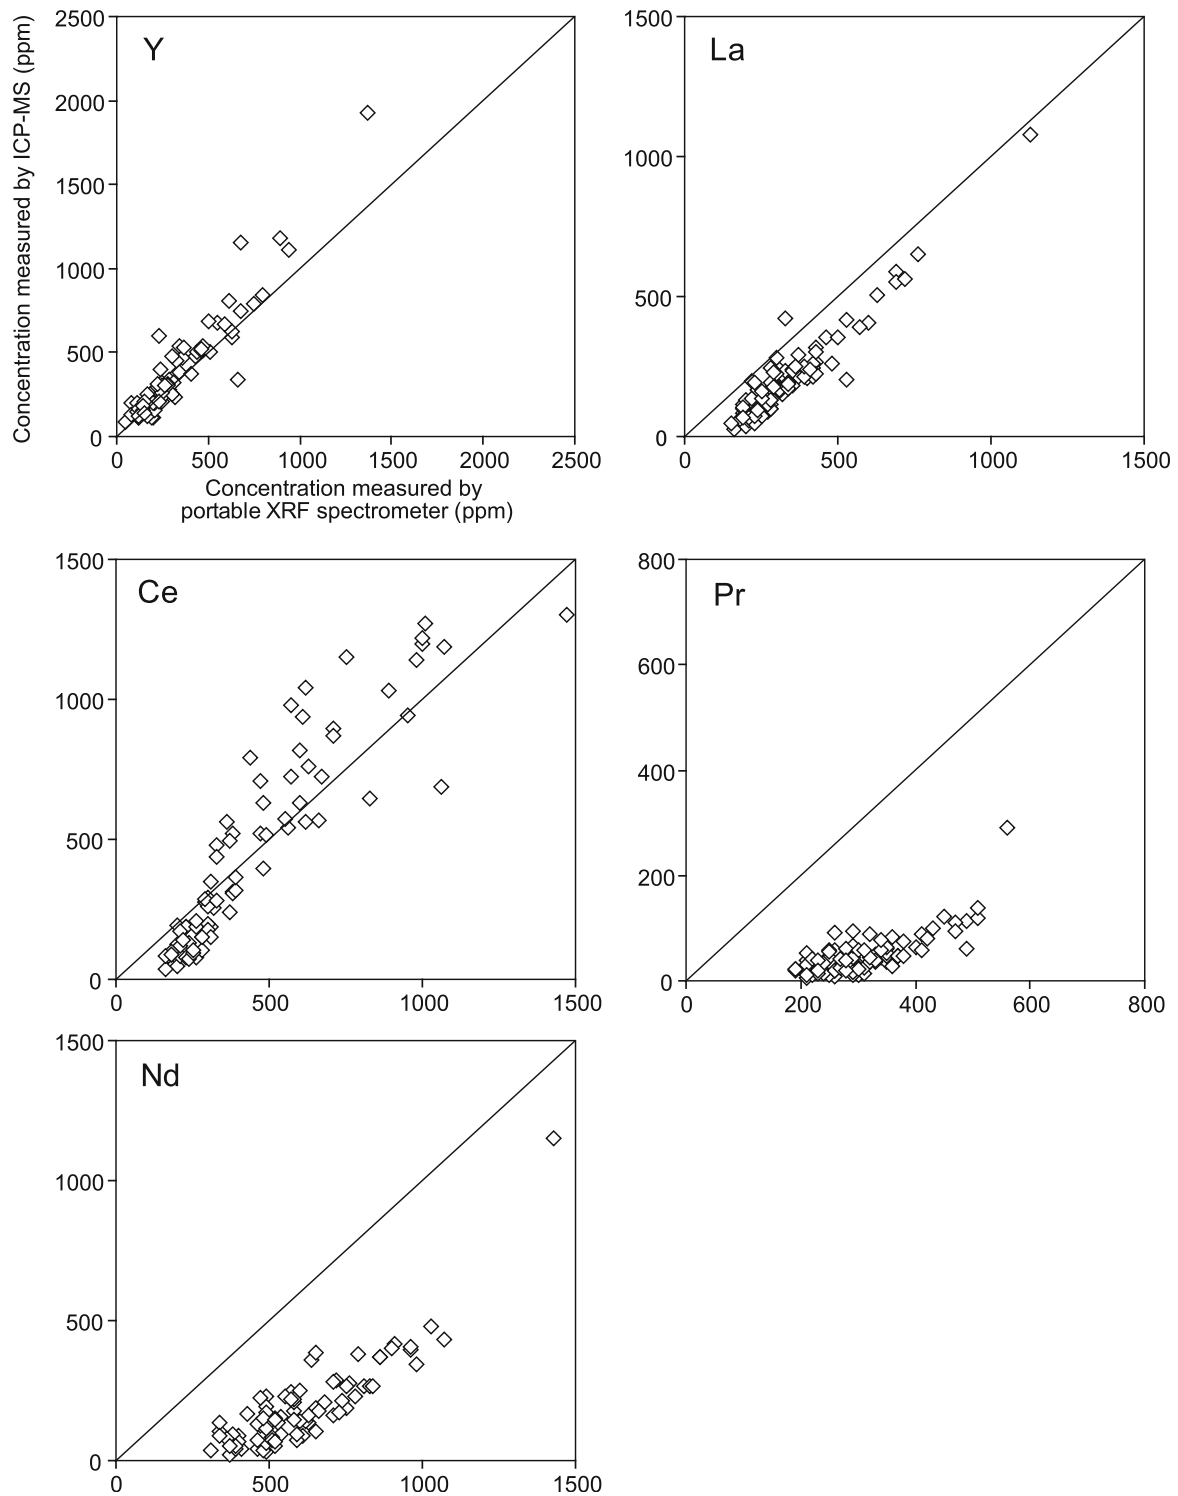 Concentration measured by ICP-MS (ppm)
2500
2000
1500
1000
500
0
Y
0 500 1000 1500 2000 2500
Concentration measured by
portable XRF spectrometer (ppm)
1500
1000
500
0
La
0 500 1000 1500
1500
1000
500
0
Ce
0 500 1000 1500
800
600
400
200
0
Pr
0 200 400 600 800
1500
1000
500
0
Nd
0 500 1000 1500